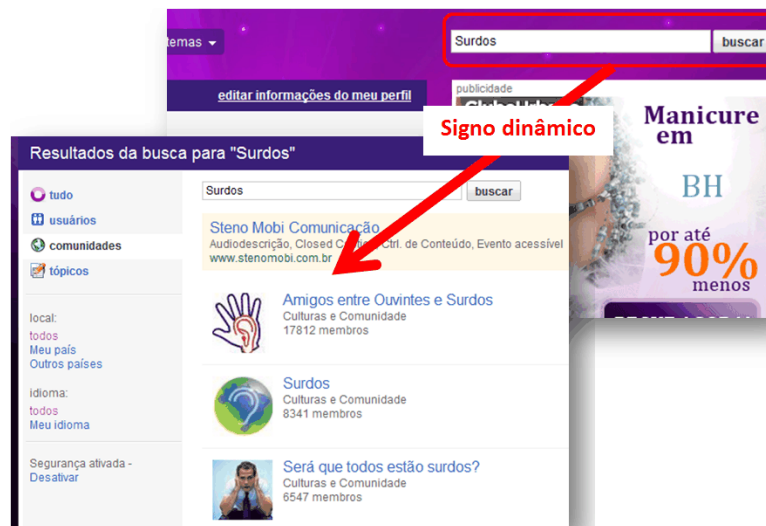 temas
Surdos
buscar
editar informações do meu perfil
publicidade
Manicure
em
BH
por até
90%
menos
Signo dinâmico
Resultados da busca para "Surdos"
tudo
usuários
comunidades
tópicos
local:
todos
Meu país
Outros países
idioma:
todos
Meu idioma
Segurança ativada -
Desativar
Surdos
buscar
Steno Mobi Comunicação
Audiodescrição, Closed Ctrl. de Conteúdo, Evento acessível
www.stenomobi.com.br
Amigos entre Ouvintes e Surdos
Culturas e Comunidade
17812 membros
Surdos
Culturas e Comunidade
8341 membros
Será que todos estão surdos?
Culturas e Comunidade
6547 membros